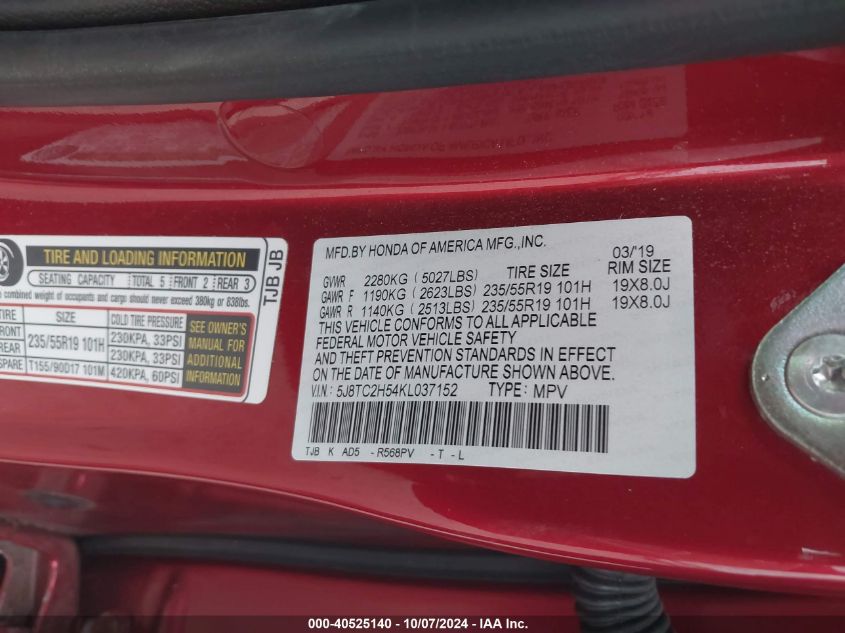 TIRE AND LOADING INFORMATION
SEATING CAPACITY TOTAL 5 FRONT 2 REAR 3
combined weight of occupants and cargo should never exceed 380kg or 838lbs.
SIZE COLD TIRE PRESSURE
FRONT 235/55R19 101H 230KPA, 33PSI
REAR 230KPA, 33PSI
SPARE T155/90D17 101M 420KPA, 60PSI
SEE OWNER'S
MANUAL FOR
ADDITIONAL
INFORMATION
TJB JB
MFD.BY HONDA OF AMERICA MFG.,INC. 03/'19
GVWR 2280KG (5027LBS) TIRE SIZE RIM SIZE
GAWR F 1190KG (2623LBS) 235/55R19 101H 19X8.0J
GAWR R 1140KG (2513LBS) 235/55R19 101H 19X8.0J
THIS VEHICLE CONFORMS TO ALL APPLICABLE
FEDERAL MOTOR VEHICLE SAFETY
AND THEFT PREVENTION STANDARDS IN EFFECT
ON THE DATE OF MANUFACTURE SHOWN ABOVE.
V.I.N: 5J8TC2H54KL037152 TYPE: MPV
TJB K AD5 - R568PV - T - L
000-40525140 - 10/07/2024 - IAA Inc.